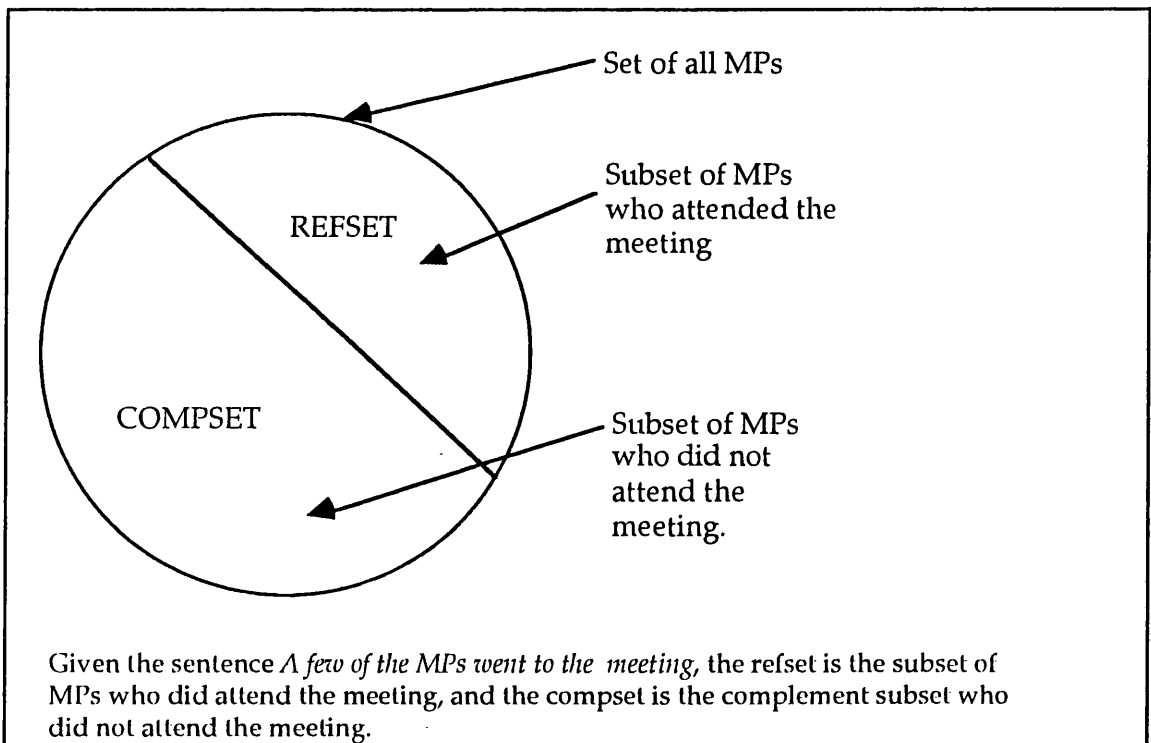 Set of all MPs
Subset of MPs
who attended the
meeting
REFSET
COMPSET
Subset of MPs
who did not
attend the
meeting.
Given the sentence A few of the MPs went to the meeting, the refset is the subset of
MPs who did attend the meeting, and the compset is the complement subset who
did not attend the meeting.